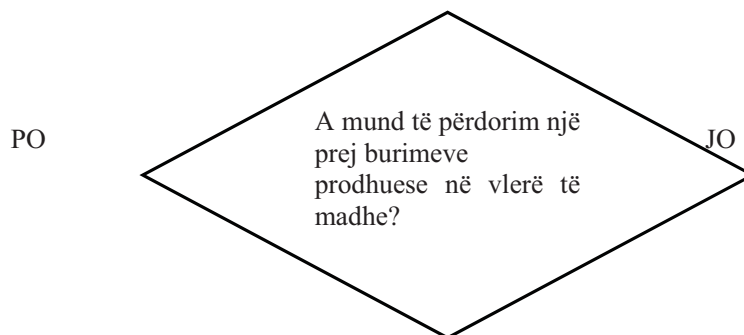 PO
A mund të përdorim një
prej burimeve
prodhuese në vlerë të
madhe?
JO